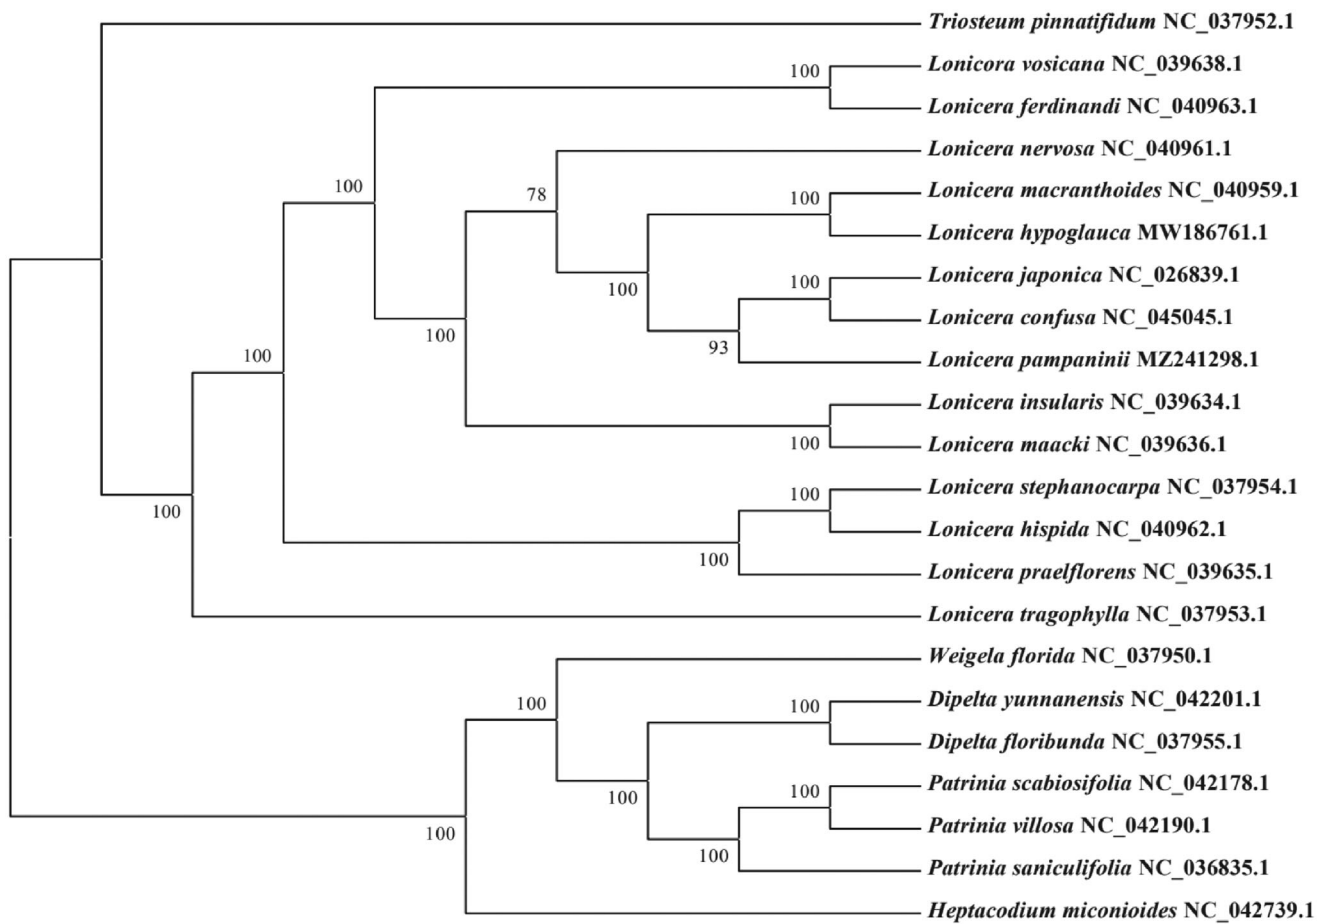 Triosteum pinnatifidum NC_037952.1
100
Lonicora vosicana NC_039638.1
Lonicera ferdinandi NC_040963.1
Lonicera nervosa NC_040961.1
100
78
100
Lonicera macranthoides NC_040959.1
Lonicera hypoglauca MW186761.1
100
Lonicera japonica NC_026839.1
100
Lonicera confusa NC_045045.1
100
93
100
Lonicera pampaninii MZ241298.1
Lonicera insularis NC_039634.1
100
Lonicera maacki NC_039636.1
100
Lonicera stephanocarpa NC_037954.1
100
Lonicera hispida NC_040962.1
100
Lonicera praelflorens NC_039635.1
Lonicera tragophylla NC_037953.1
Weigela florida NC_037950.1
100
100
Dipelta yunnanensis NC_042201.1
Dipelta floribunda NC_037955.1
100
100
Patrinia scabiosifolia NC_042178.1
100
Patrinia villosa NC_042190.1
100
Patrinia saniculifolia NC_036835.1
Heptacodium miconioides NC_042739.1